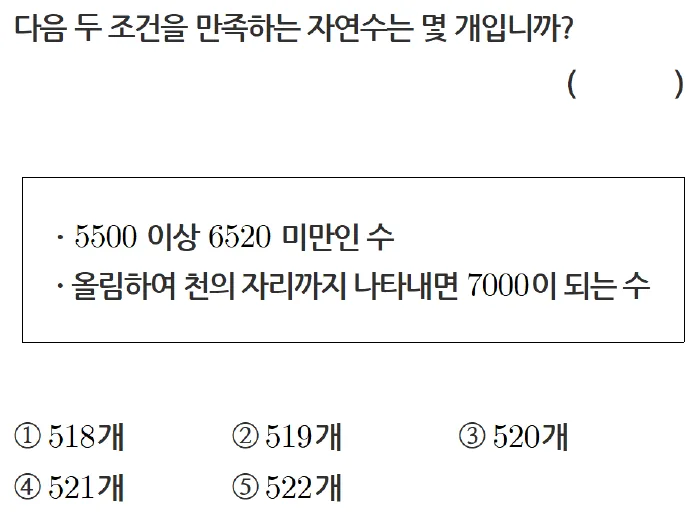 다음 두 조건을 만족하는 자연수는 몇 개입니까?
( )
· 5500 이상 6520 미만인 수
· 올림하여 천의 자리까지 나타내면 7000이 되는 수
① 518개 ② 519개 ③ 520개
④ 521개 ⑤ 522개